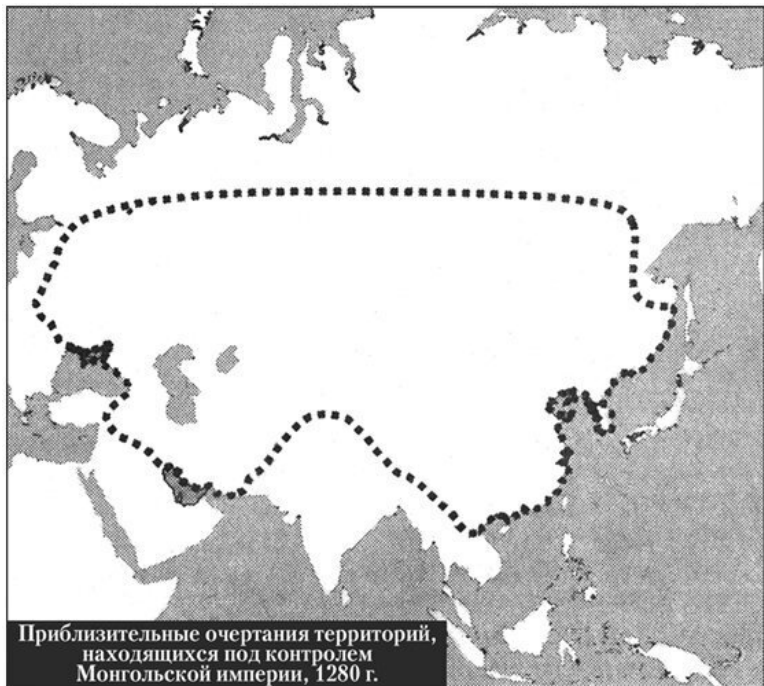 Приблизительные очертания территорий,
находящихся под контролем
Монгольской империи, 1280 г.